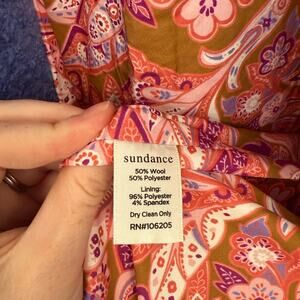 sundance
50% Wool
50% Polyester
Lining:
96% Polyester
4% Spandex
Dry Clean Only
RN#106205